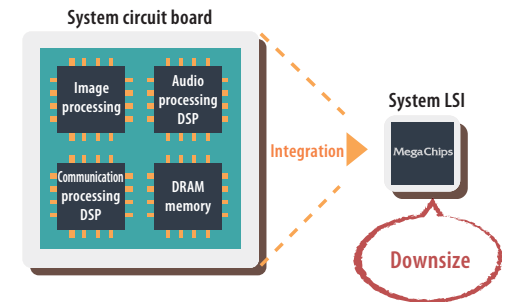 System circuit board
Image
processing
Audio
processing
DSP
Communication
processing
DSP
DRAM
memory
Integration
System LSI
MegaChips
Downsize